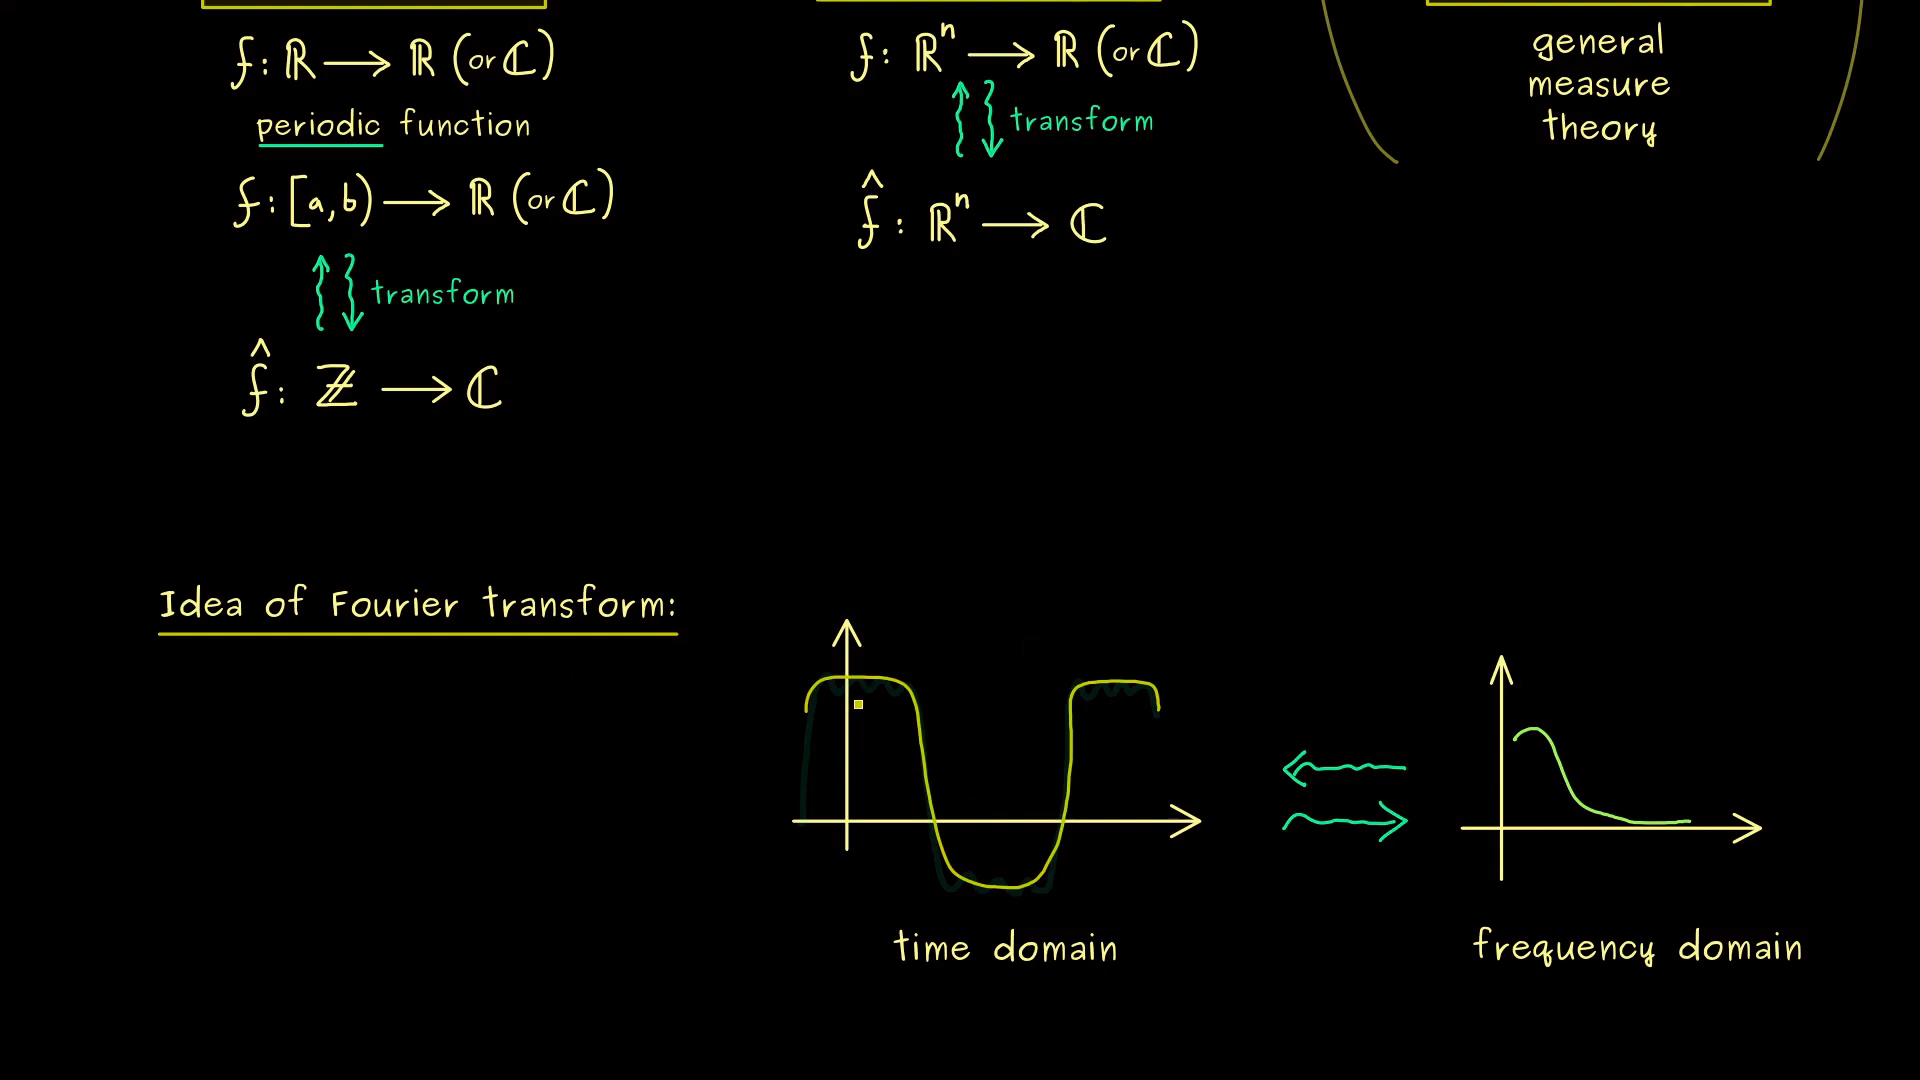 f: ℝ ⟶ ℝ (or ℂ)
periodic function
f: [a,b) ⟶ ℝ (or ℂ)
transform
f̂: ℤ ⟶ ℂ
f: ℝⁿ ⟶ ℝ (or ℂ)
transform
f̂: ℝⁿ ⟶ ℂ
general
measure
theory
Idea of Fourier transform:
time domain
frequency domain